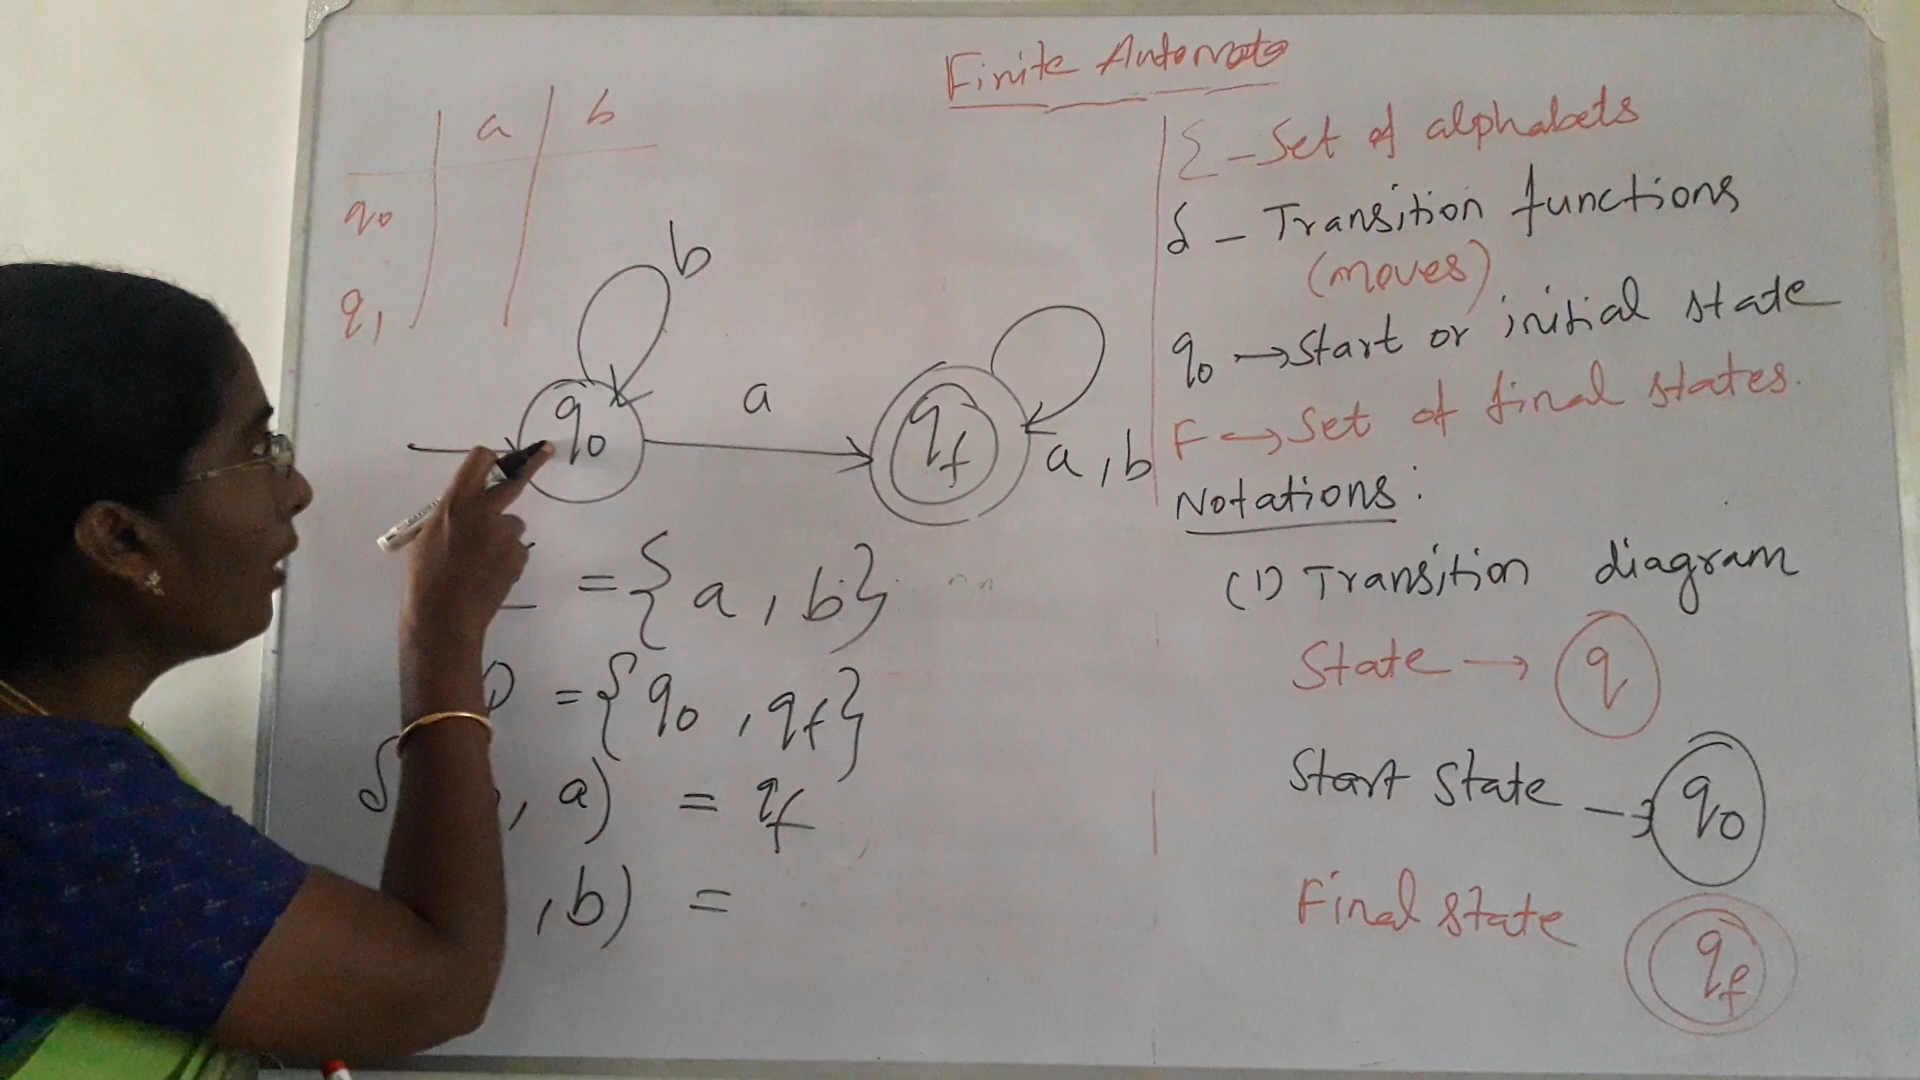 Finite Automata
a b
q0
q1
b
q0
a
qf
a, b
= {a, b}
= {q0, qf}
δ , a) = qf
, b) =
Σ - Set of alphabets
δ - Transition functions
(moves)
q0 → Start or initial state
F → Set of final states.
Notations:
(1) Transition diagram
State → q
Start State → q0
Final State qf